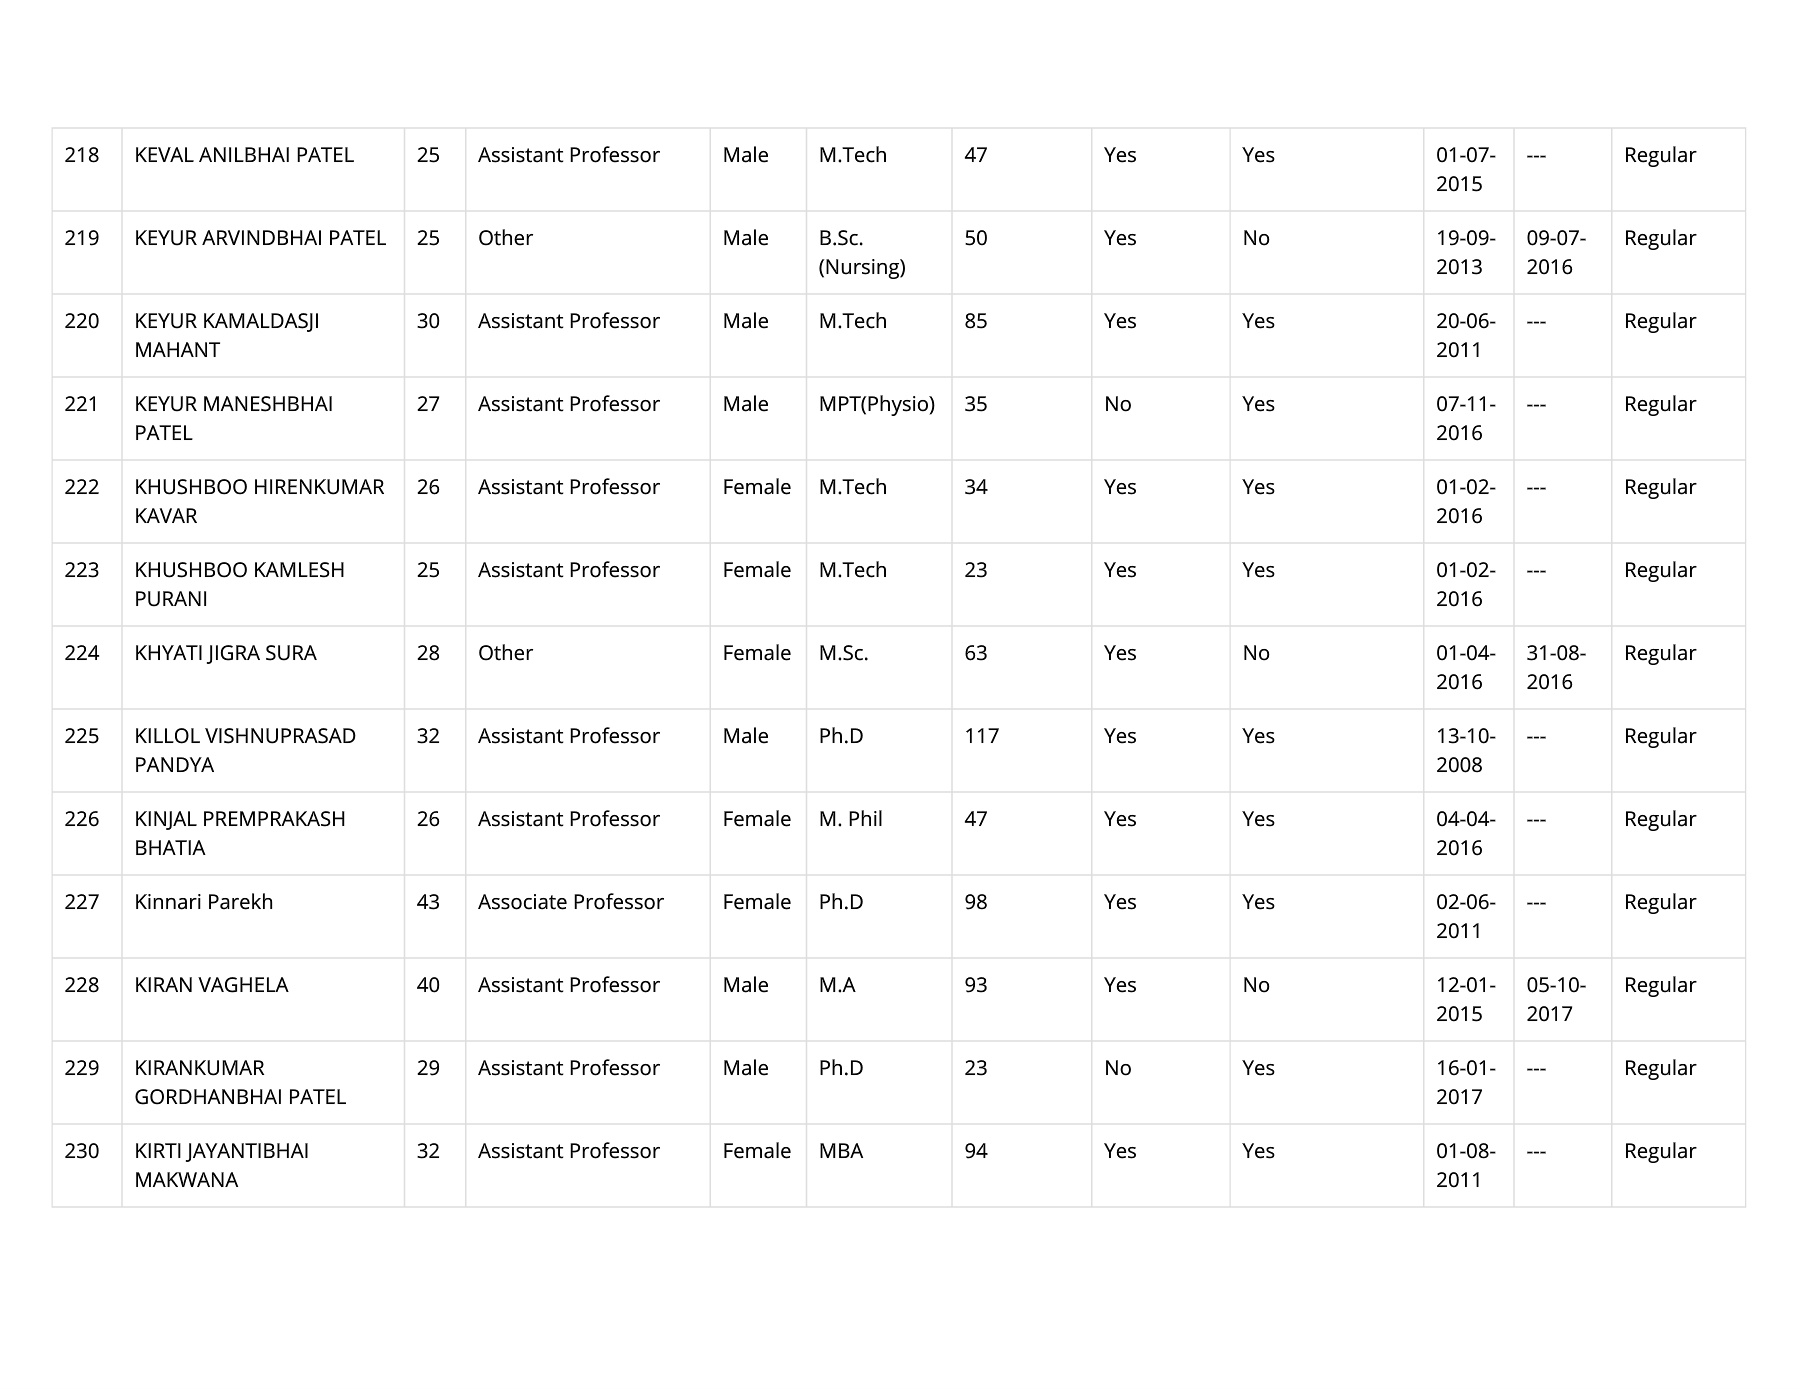 218 KEVAL ANILBHAI PATEL 25 Assistant Professor Male M.Tech 47 Yes Yes 01-07- --- Regular
2015
219 KEYUR ARVINDBHAI PATEL 25 Other Male B.Sc. 50 Yes No 19-09- 09-07- Regular
(Nursing) 2013 2016
220 KEYUR KAMALDASJI 30 Assistant Professor Male M.Tech 85 Yes Yes 20-06- --- Regular
MAHANT 2011
221 KEYUR MANESHBHAI 27 Assistant Professor Male MPT(Physio) 35 No Yes 07-11- --- Regular
PATEL 2016
222 KHUSHBOO HIRENKUMAR 26 Assistant Professor Female M.Tech 34 Yes Yes 01-02- --- Regular
KAVAR 2016
223 KHUSHBOO KAMLESH 25 Assistant Professor Female M.Tech 23 Yes Yes 01-02- --- Regular
PURANI 2016
224 KHYATI JIGRA SURA 28 Other Female M.Sc. 63 Yes No 01-04- 31-08- Regular
2016 2016
225 KILLOL VISHNUPRASAD 32 Assistant Professor Male Ph.D 117 Yes Yes 13-10- --- Regular
PANDYA 2008
226 KINJAL PREMPRAKASH 26 Assistant Professor Female M. Phil 47 Yes Yes 04-04- --- Regular
BHATIA 2016
227 Kinnari Parekh 43 Associate Professor Female Ph.D 98 Yes Yes 02-06- --- Regular
2011
228 KIRAN VAGHELA 40 Assistant Professor Male M.A 93 Yes No 12-01- 05-10- Regular
2015 2017
229 KIRANKUMAR 29 Assistant Professor Male Ph.D 23 No Yes 16-01- --- Regular
GORDHANBHAI PATEL 2017
230 KIRTI JAYANTIBHAI 32 Assistant Professor Female MBA 94 Yes Yes 01-08- --- Regular
MAKWANA 2011